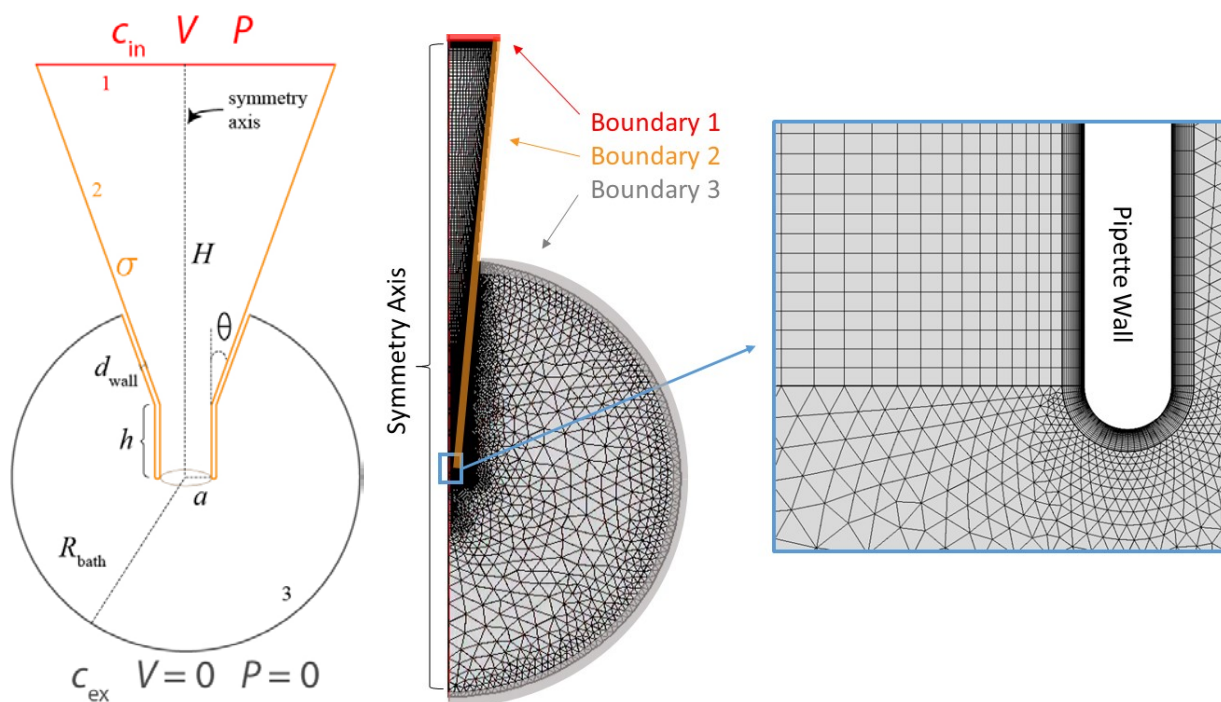 c_in V P
1
symmetry
axis
2
H
σ
θ
d_wall
h
a
R_bath
3
c_ex V = 0 P = 0
Symmetry Axis
Boundary 1
Boundary 2
Boundary 3
Pipette Wall